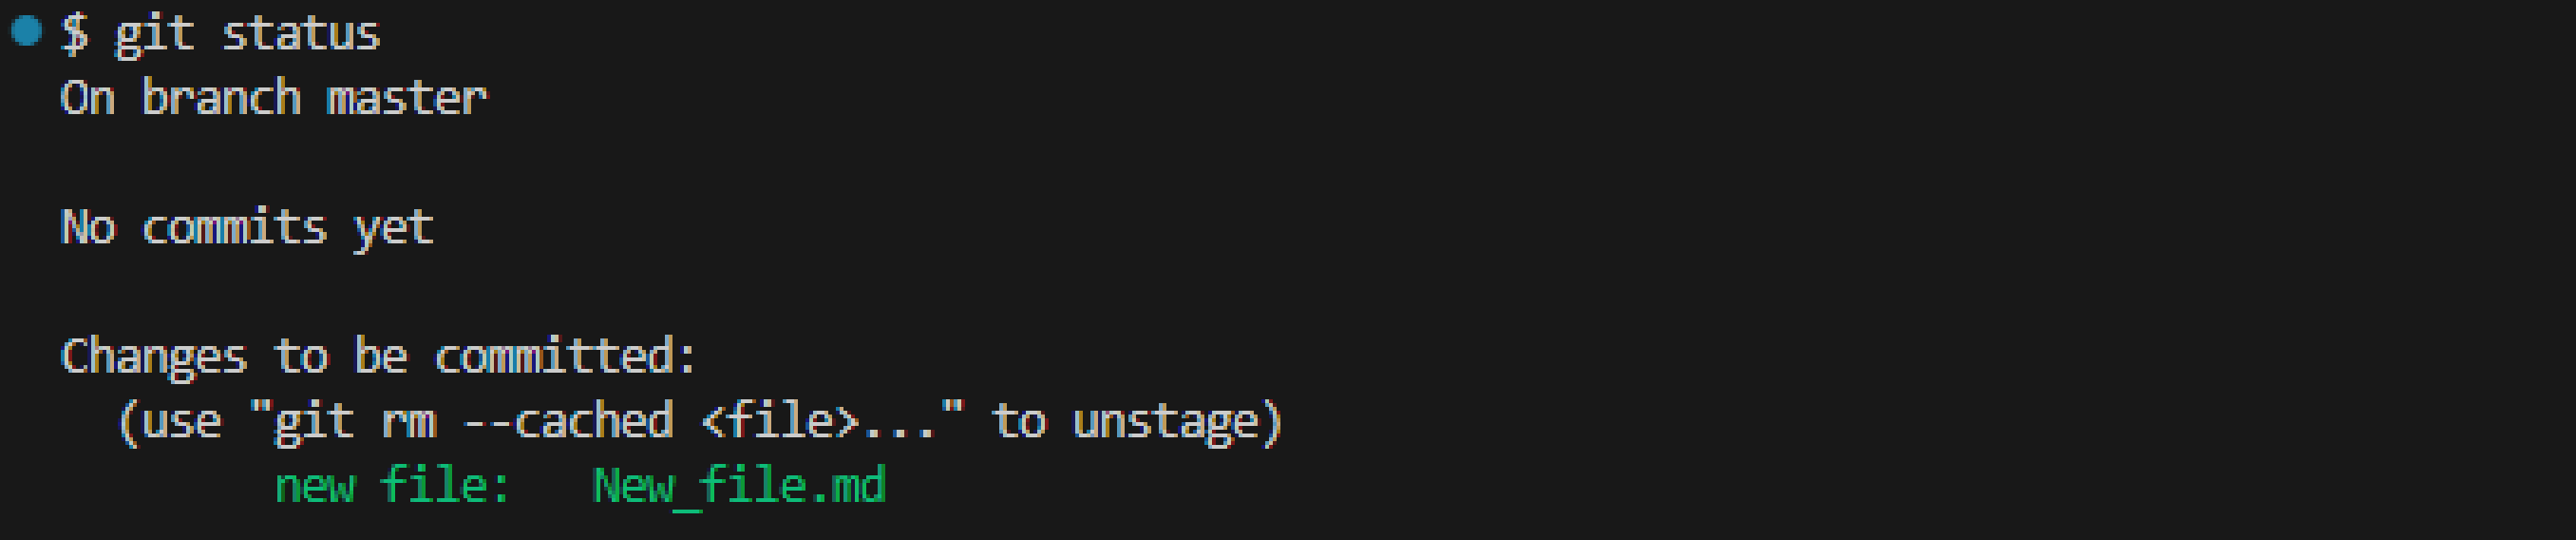 $ git status
On branch master
No commits yet
Changes to be committed:
(use "git rm --cached <file>..." to unstage)
new file:   New_file.md